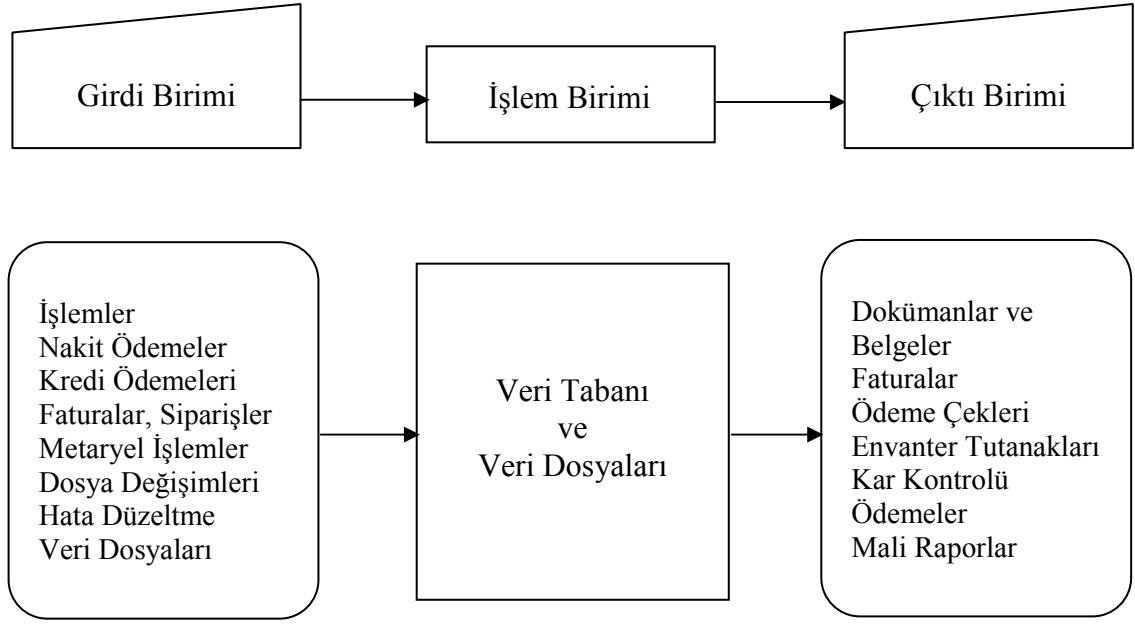 Girdi Birimi
İşlem Birimi
Çıktı Birimi
İşlemler
Nakit Ödemeler
Kredi Ödemeleri
Faturalar, Siparişler
Metaryel İşlemler
Dosya Değişimleri
Hata Düzeltme
Veri Dosyaları
Veri Tabanı
ve
Veri Dosyaları
Dokümanlar ve
Belgeler
Faturalar
Ödeme Çekleri
Envanter Tutanakları
Kar Kontrolü
Ödemeler
Mali Raporlar